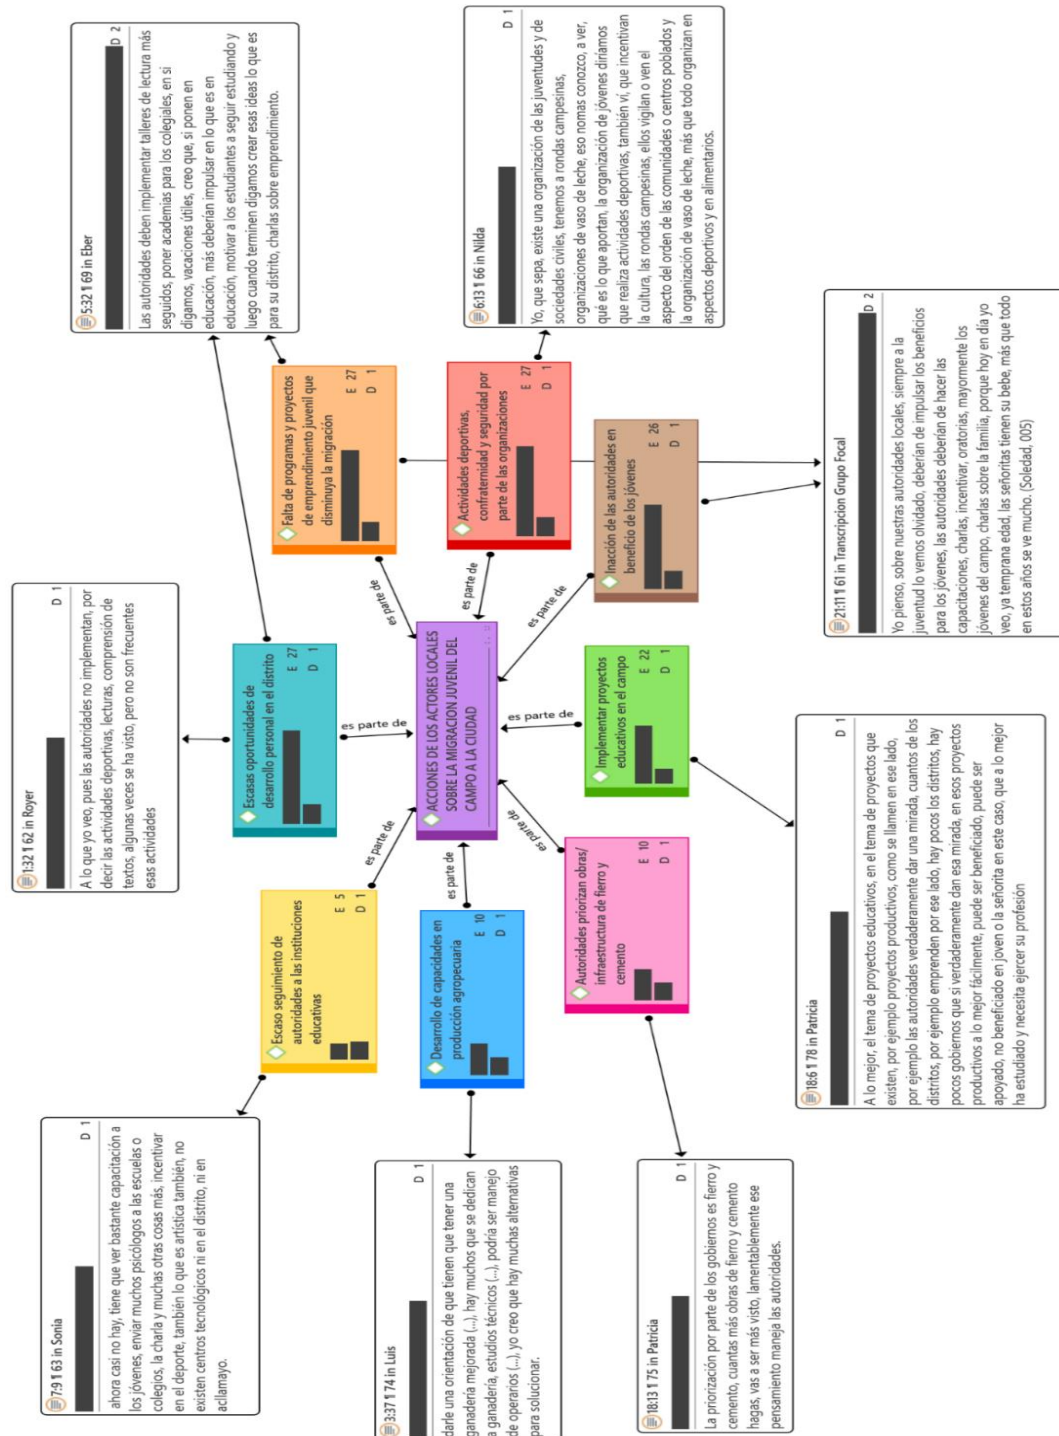 18:13 ¶ 75 in Patricia
D 1
La priorización por parte de los gobiernos es fierro y
cemento, cuantas más obras de fierro y cemento
hagas, vas a ser más visto, lamentablemente ese
pensamiento maneja las autoridades.
3:37 ¶ 74 in Luis
D 1
darle una orientación de que tienen que tener una
ganadería mejorada (...), hay muchos que se dedican
a ganadería, estudios técnicos (...), podría ser manejo
de operarios (...), yo creo que hay muchas alternativas
para solucionar.
7:9 ¶ 63 in Sonia
D 1
ahora casi no hay, tiene que ver bastante capacitación a
los jóvenes, enviar muchos psicólogos a las escuelas o
colegios, la charla y muchas otras cosas más, incentivar
en el deporte, también lo que es artística también, no
existen centros tecnológicos ni en el distrito, ni en
acllamayo.
1:32 ¶ 62 in Royer
D 1
A lo que yo veo, pues las autoridades no implementan, por
decir las actividades deportivas, lecturas, comprensión de
textos, algunas veces se ha visto, pero no son frecuentes
esas actividades
5:32 ¶ 69 in Eber
D 2
Las autoridades deben implementar talleres de lectura más
seguidos, poner academias para los colegiales, en si
digamos, vacaciones útiles, creo que, si ponen en
educación, más deberían impulsar en lo que es en
educación, motivar a los estudiantes a seguir estudiando y
luego cuando terminen digamos crear esas ideas lo que es
para su distrito, charlas sobre emprendimiento.
Autoridades priorizan obras/
infraestructura de fierro y
cemento
E 10
D 1
Desarrollo de capacidades en
producción agropecuaria
E 10
D 1
Escaso seguimiento de
autoridades a las instituciones
educativas
E 5
D 1
Escasas oportunidades de
desarrollo personal en el distrito
E 27
D 1
Falta de programas y proyectos
de emprendimiento juvenil que
disminuya la migración
E 27
D 1
es parte de
es parte de
es parte de
es parte de
es parte de
ACCIONES DE LOS ACTORES LOCALES
SOBRE LA MIGRACION JUVENIL DEL
CAMPO A LA CIUDAD
es parte de
es parte de
es parte de
Implementar proyectos
educativos en el campo
E 22
D 1
Inacción de las autoridades en
beneficio de los jóvenes
E 26
D 1
Actividades deportivas,
confraternidad y seguridad por
parte de las organizaciones
E 27
D 1
18:6 ¶ 78 in Patricia
D 1
A lo mejor, el tema de proyectos educativos, en el tema de proyectos que
existen, por ejemplo proyectos productivos, como se llamen en ese lado,
por ejemplo las autoridades verdaderamente dar una mirada, cuantos de los
distritos, por ejemplo emprenden por ese lado, hay pocos los distritos, hay
pocos gobiernos que si verdaderamente dan esa mirada, en esos proyectos
productivos a lo mejor fácilmente, puede ser beneficiado, puede ser
apoyado, no beneficiado en joven o la señorita en este caso, que a lo mejor
ha estudiado y necesita ejercer su profesión
21:11 ¶ 61 in Transcripcion Grupo Focal
D 2
Yo pienso, sobre nuestras autoridades locales, siempre a la
juventud lo vemos olvidado, deberían de impulsar los beneficios
para los jóvenes, las autoridades deberían de hacer las
capacitaciones, charlas, incentivar, oratorias, mayormente los
jóvenes del campo, charlas sobre la familia, porque hoy en día yo
veo, ya temprana edad, las señoritas tienen su bebe, más que todo
en estos años se ve mucho. (Soledad, 005)
6:13 ¶ 66 in Nilda
D 1
Yo, que sepa, existe una organización de las juventudes y de
sociedades civiles, tenemos a rondas campesinas,
organizaciones de vaso de leche, eso nomas conozco, a ver,
qué es lo que aportan, la organización de jóvenes diríamos
que realiza actividades deportivas, también ví, que incentivan
la cultura, las rondas campesinas, ellos vigilan o ven el
aspecto del orden de las comunidades o centros poblados y
la organización de vaso de leche, más que todo organizan en
aspectos deportivos y en alimentarios.